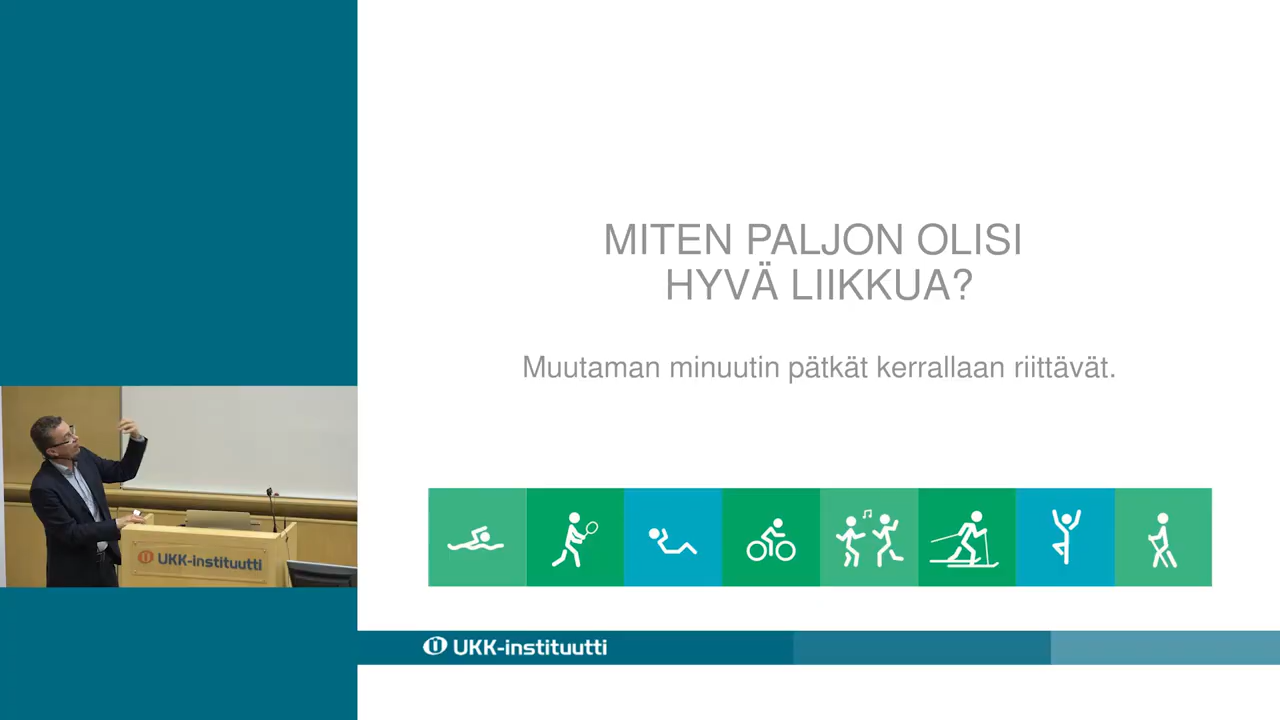 MITEN PALJON OLISI
HYVÄ LIIKKUA?
Muutaman minuutin pätkät kerrallaan riittävät.
UKK-instituutti
UKK-instituutti